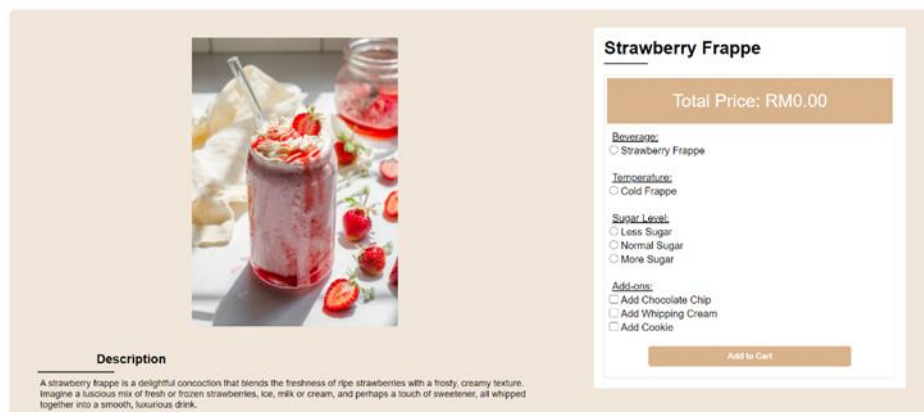 Strawberry Frappe
Total Price: RM0.00
Beverage:
Strawberry Frappe
Temperature:
Cold Frappe
Sugar Level:
Less Sugar
Normal Sugar
More Sugar
Add-ons:
Add Chocolate Chip
Add Whipping Cream
Add Cookie
Add to Cart
Description
A strawberry frappe is a delightful concoction that blends the freshness of ripe strawberries with a frosty, creamy texture.
Imagine a luscious mix of fresh or frozen strawberries, ice, milk or cream, and perhaps a touch of sweetener, all whipped
together into a smooth, luxurious drink.